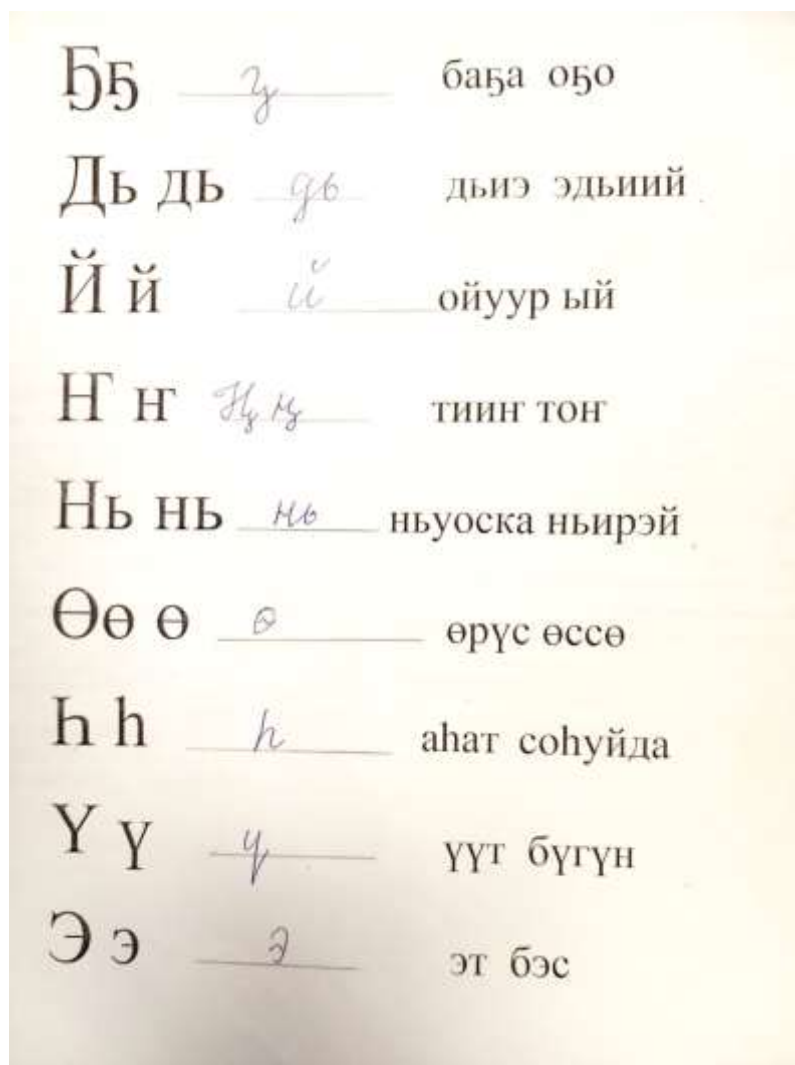 Ҕҕ ҕ баҕа оҕо
Дь дь дь дьиэ эдьиий
Й й й ойуур ый
Ҥ ҥ Ҥ ҥ тииҥ тоҥ
Нь нь нь ньуоска ньирэй
Өө ө ө өрүс өссө
Һ һ һ аһат соһуйда
Ү ү ү үүт бүгүн
Э э э эт бэс